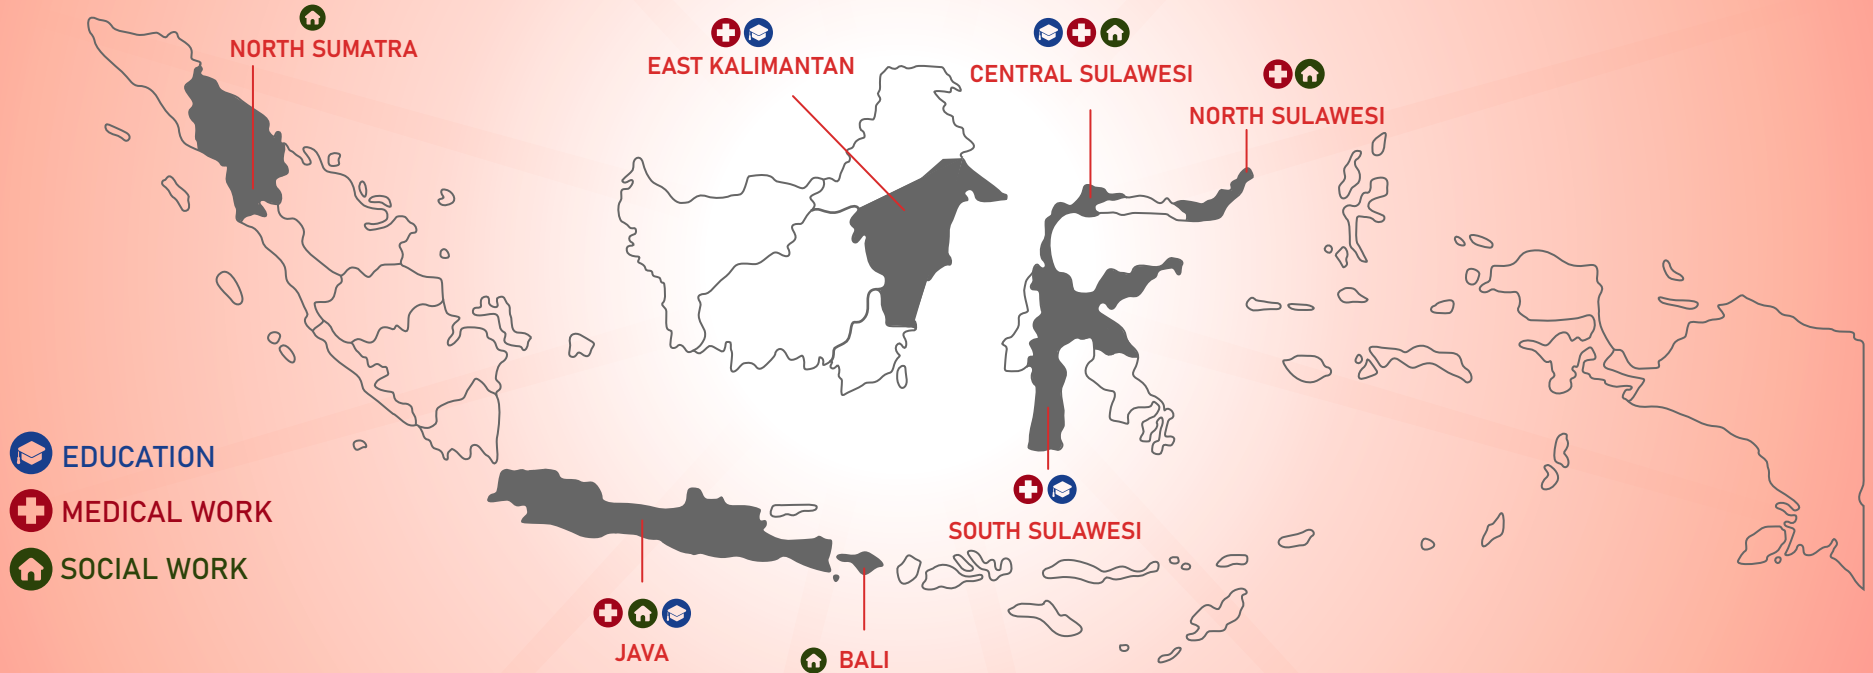 NORTH SUMATRA
EAST KALIMANTAN
CENTRAL SULAWESI
NORTH SULAWESI
EDUCATION
MEDICAL WORK
SOCIAL WORK
SOUTH SULAWESI
JAVA
BALI